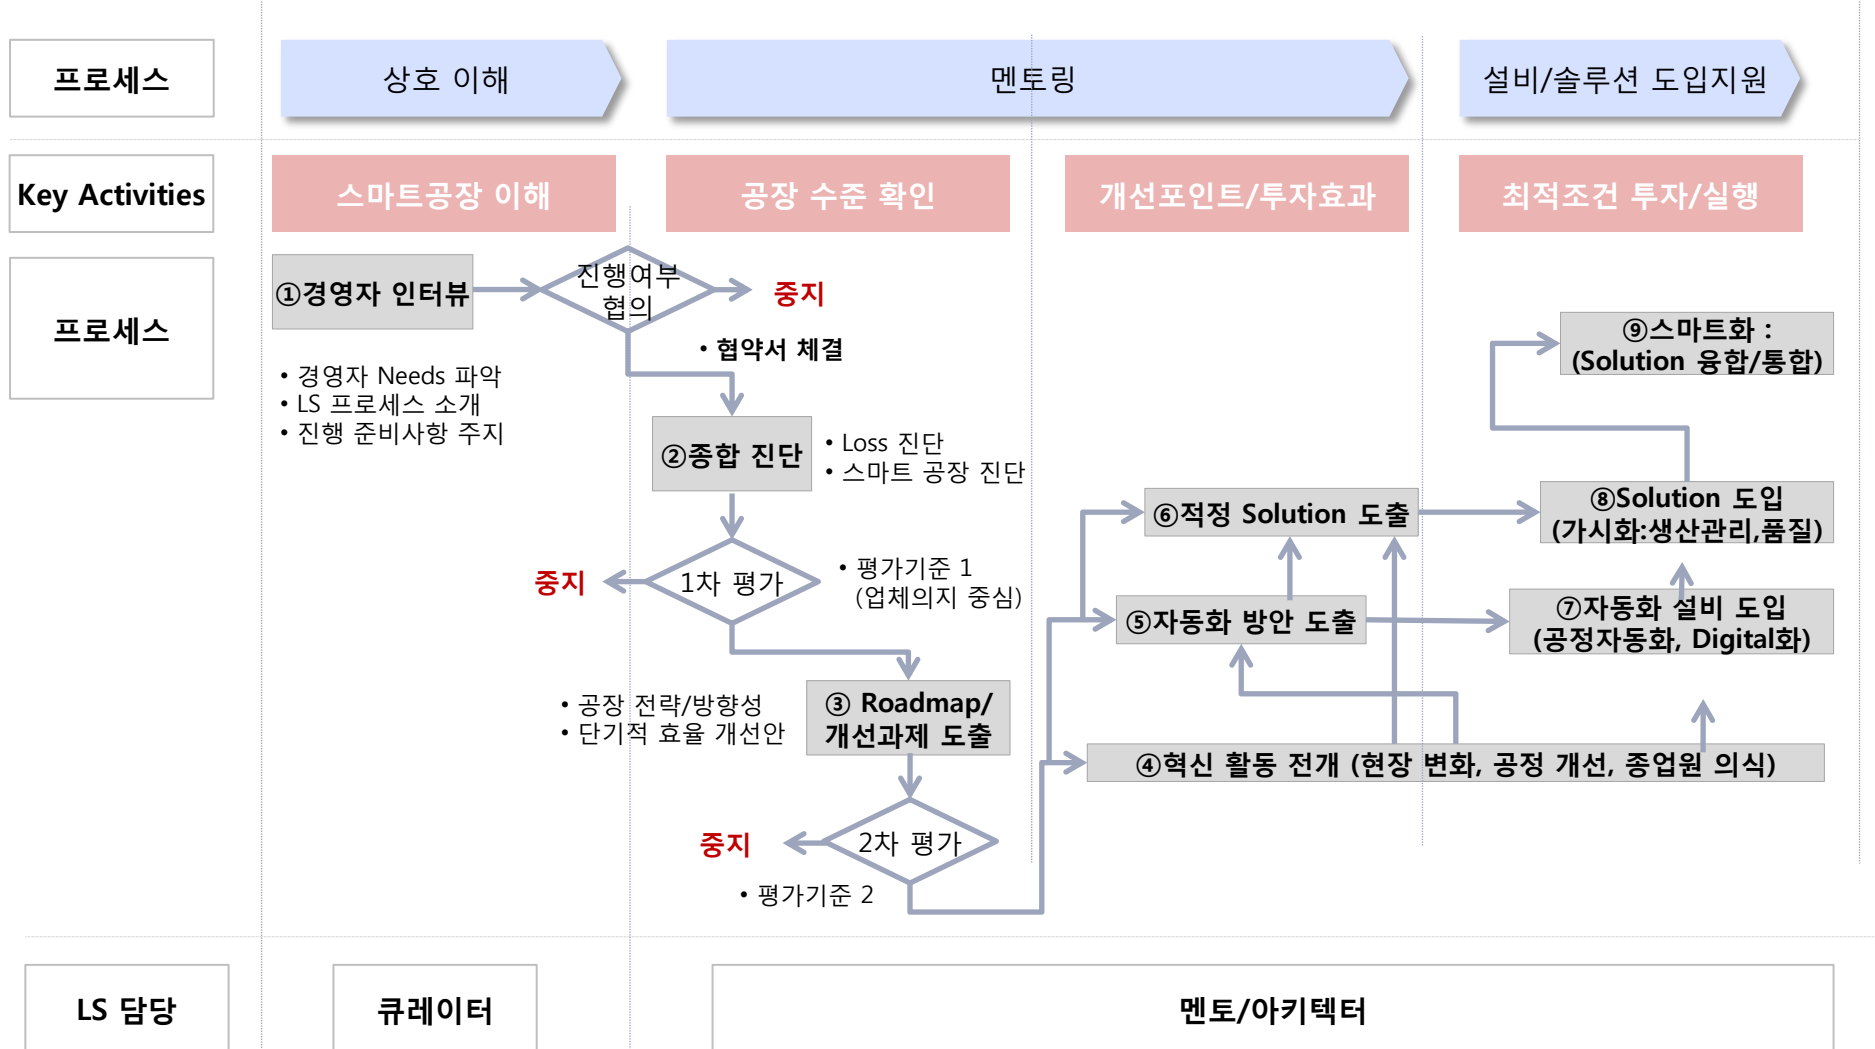 프로세스
상호 이해
멘토링
설비/솔루션 도입지원
Key Activities
스마트공장 이해
공장 수준 확인
개선포인트/투자효과
최적조건 투자/실행
프로세스
①경영자 인터뷰
진행여부
협의
중지
• 협약서 체결
• 경영자 Needs 파악
• LS 프로세스 소개
• 진행 준비사항 주지
②종합 진단
• Loss 진단
• 스마트 공장 진단
중지
1차 평가
• 평가기준 1
(업체의지 중심)
• 공장 전략/방향성
• 단기적 효율 개선안
③ Roadmap/
개선과제 도출
중지
2차 평가
• 평가기준 2
⑨스마트화 :
(Solution 융합/통합)
⑥적정 Solution 도출
⑧Solution 도입
(가시화:생산관리,품질)
⑤자동화 방안 도출
⑦자동화 설비 도입
(공정자동화, Digital화)
④혁신 활동 전개 (현장 변화, 공정 개선, 종업원 의식)
LS 담당
큐레이터
멘토/아키텍터